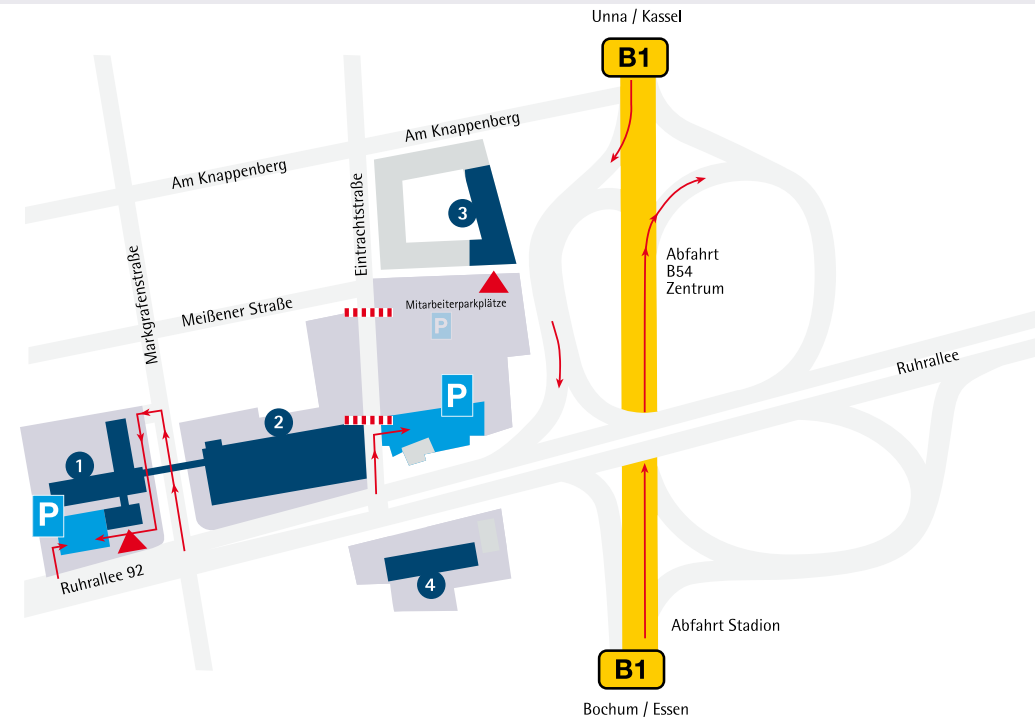 Unna / Kassel
B1
Am Knappenberg
Am Knappenberg
Eintrachtstraße
3
Markgrafenstraße
Abfahrt
B54
Zentrum
Meißener Straße
Mitarbeiterparkplätze
P
Ruhrallee
P
2
1
P
Ruhrallee 92
4
Abfahrt Stadion
B1
Bochum / Essen